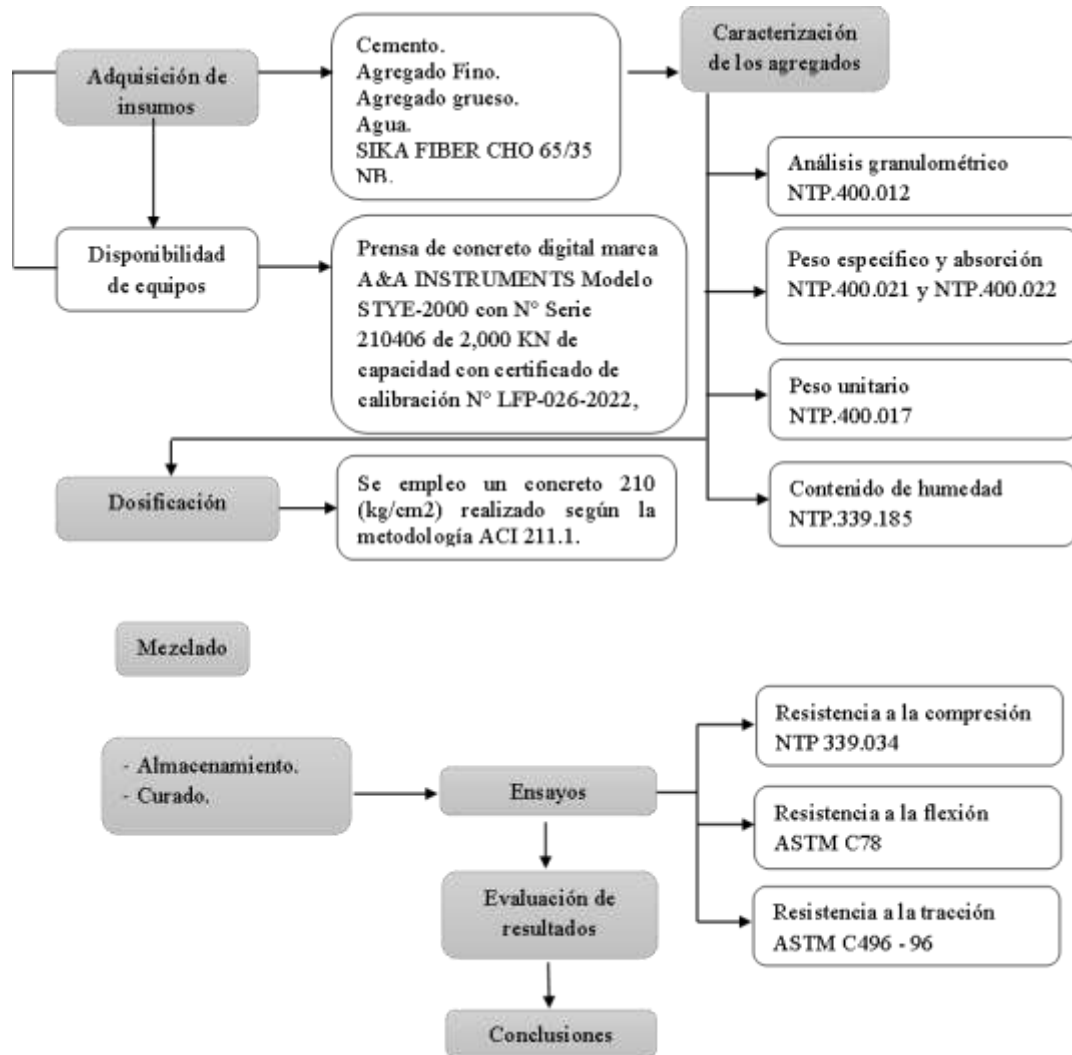 Adquisición de
insumos
Cemento.
Agregado Fino.
Agregado grueso.
Agua.
SIKA FIBER CHO 65/35
NB.
Caracterización
de los agregados
Análisis granulométrico
NTP.400.012
Disponibilidad
de equipos
Prensa de concreto digital marca
A&A INSTRUMENTS Modelo
STYE-2000 con N° Serie
210406 de 2,000 KN de
capacidad con certificado de
calibración N° LFP-026-2022,
Peso específico y absorción
NTP.400.021 y NTP.400.022
Peso unitario
NTP.400.017
Dosificación
Se empleo un concreto 210
(kg/cm2) realizado según la
metodología ACI 211.1.
Contenido de humedad
NTP.339.185
Mezclado
- Almacenamiento.
- Curado.
Ensayos
Resistencia a la compresión
NTP 339.034
Resistencia a la flexión
ASTM C78
Resistencia a la tracción
ASTM C496 - 96
Evaluación de
resultados
Conclusiones